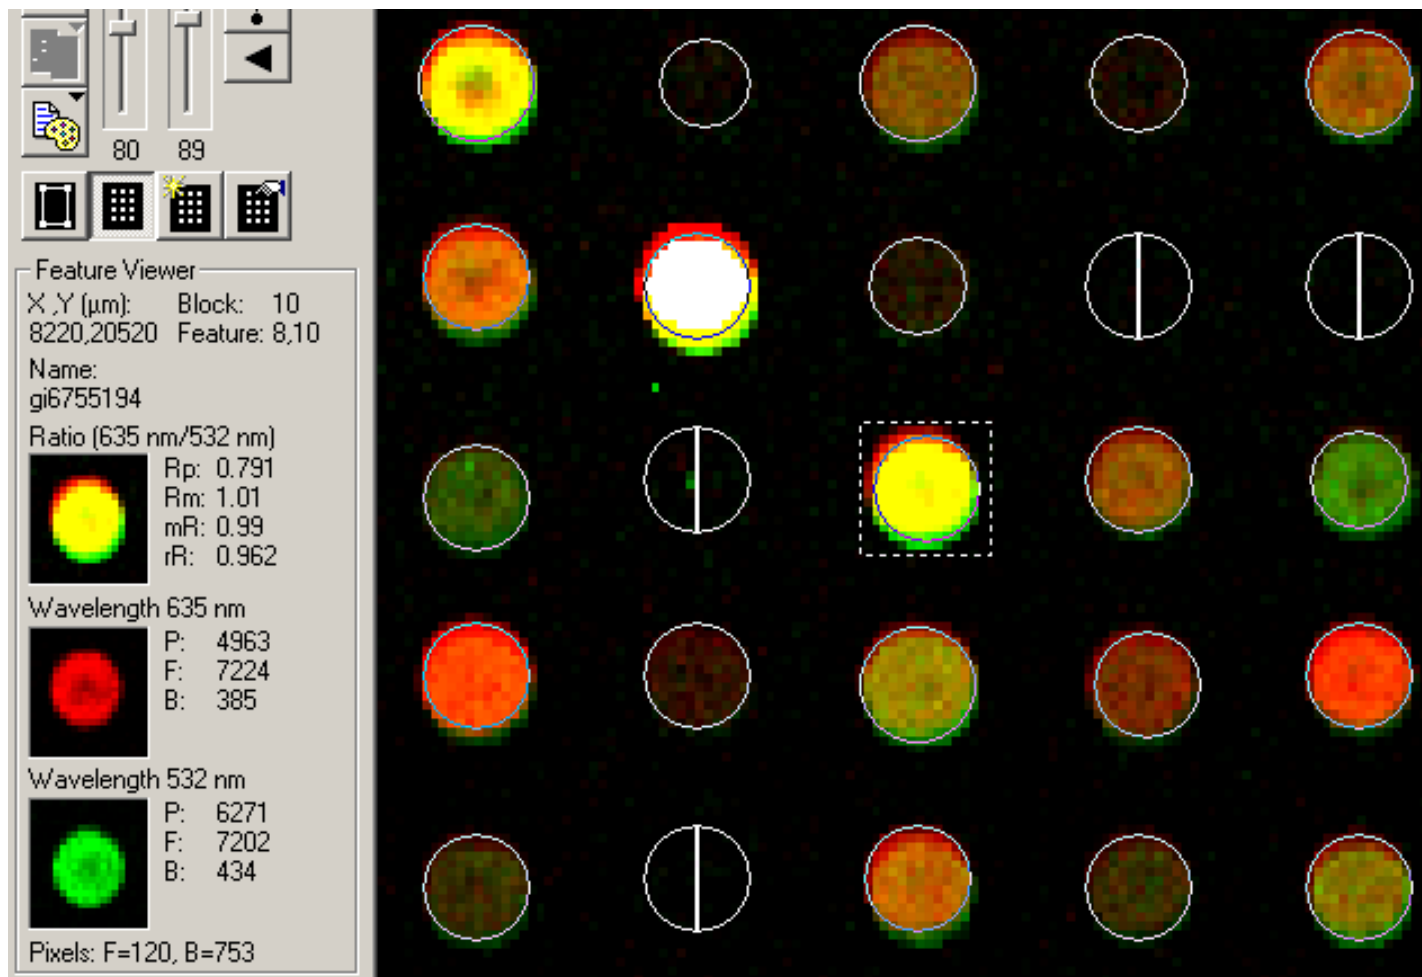 80 89
Feature Viewer
X ,Y (µm): Block: 10
8220,20520 Feature: 8,10
Name:
gi6755194
Ratio (635 nm/532 nm)
Rp: 0.791
Rm: 1.01
mR: 0.99
rR: 0.962
Wavelength 635 nm
P: 4963
F: 7224
B: 385
Wavelength 532 nm
P: 6271
F: 7202
B: 434
Pixels: F=120, B=753